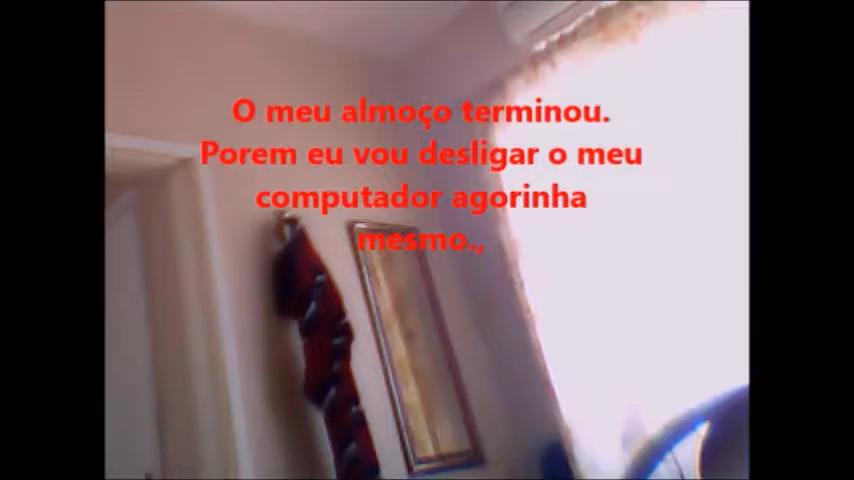 O meu almoço terminou.
Porem eu vou desligar o meu
computador agorinha
mesmo.,